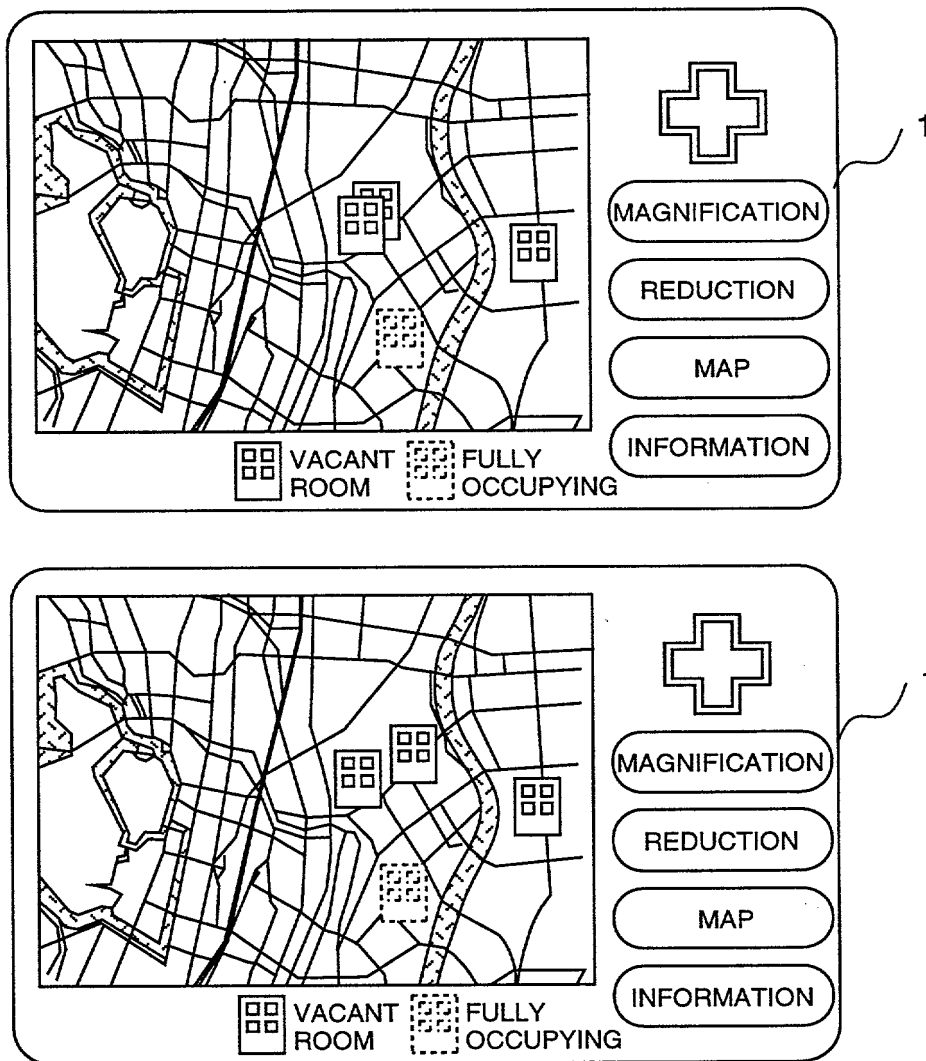 1
MAGNIFICATION
REDUCTION
MAP
INFORMATION
VACANT ROOM
FULLY OCCUPYING
MAGNIFICATION
REDUCTION
MAP
INFORMATION
VACANT ROOM
FULLY OCCUPYING